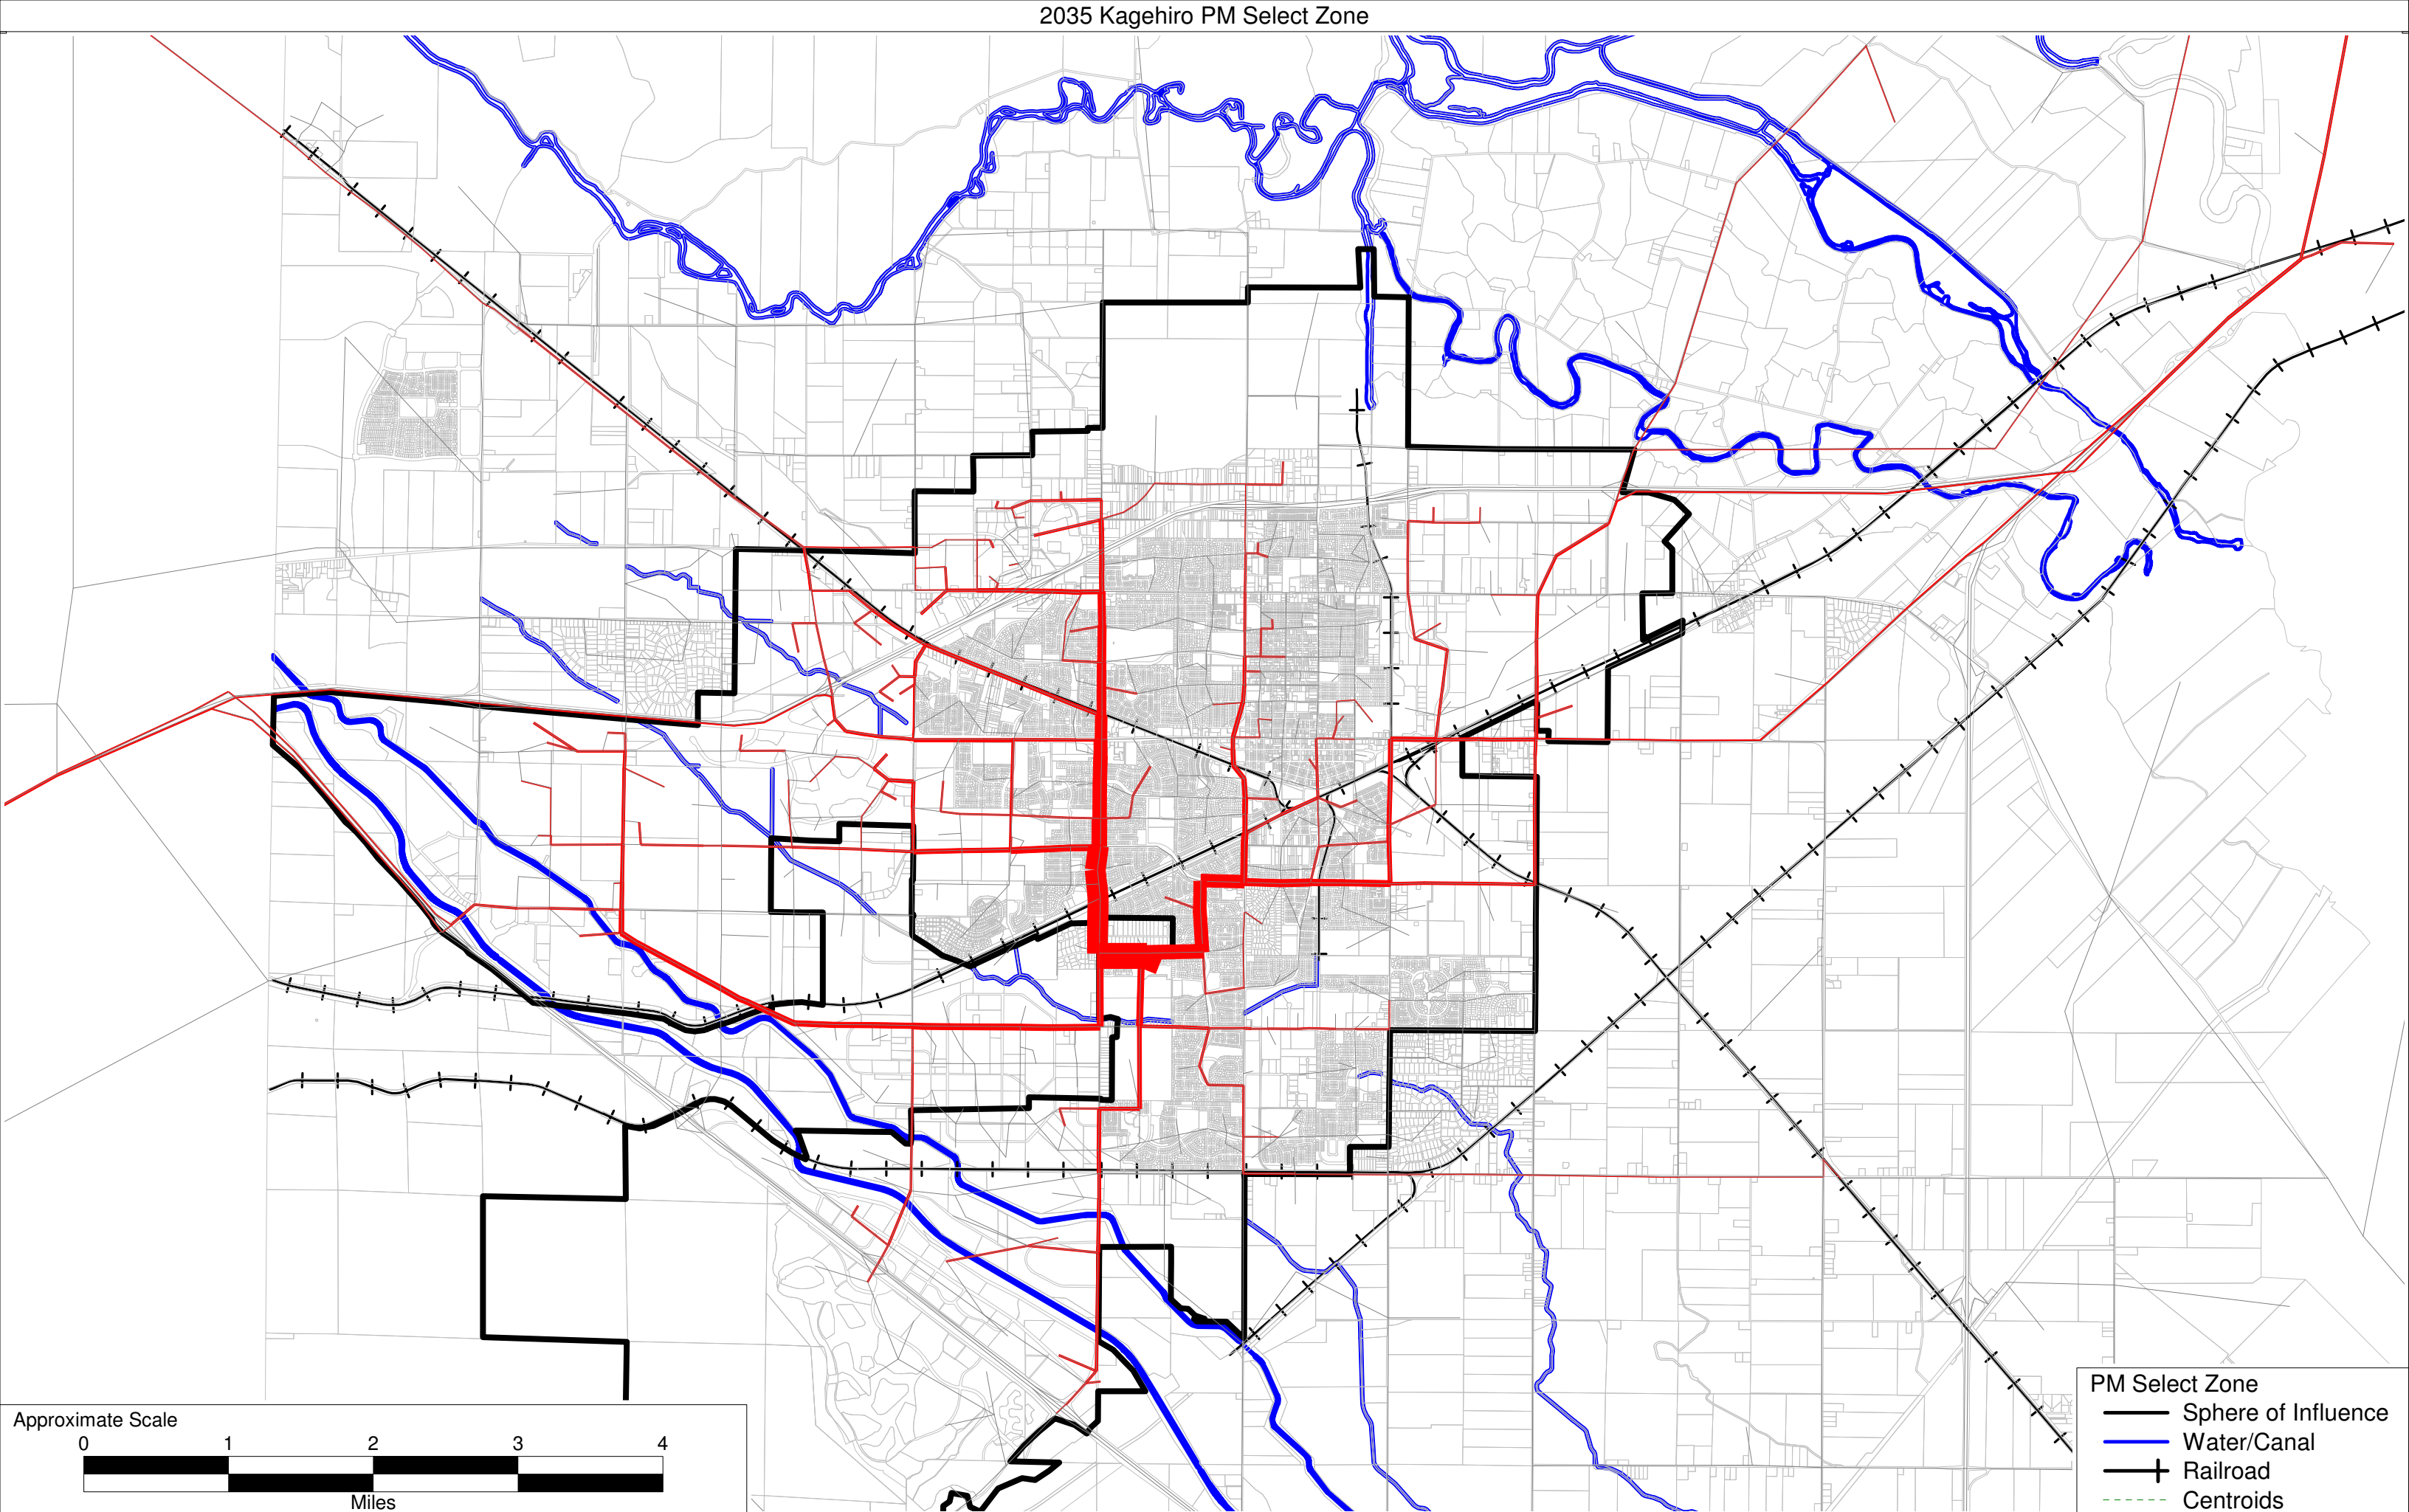 2035 Kagehiro PM Select Zone
Approximate Scale
0 1 2 3 4
Miles
PM Select Zone
Sphere of Influence
Water/Canal
Railroad
Centroids